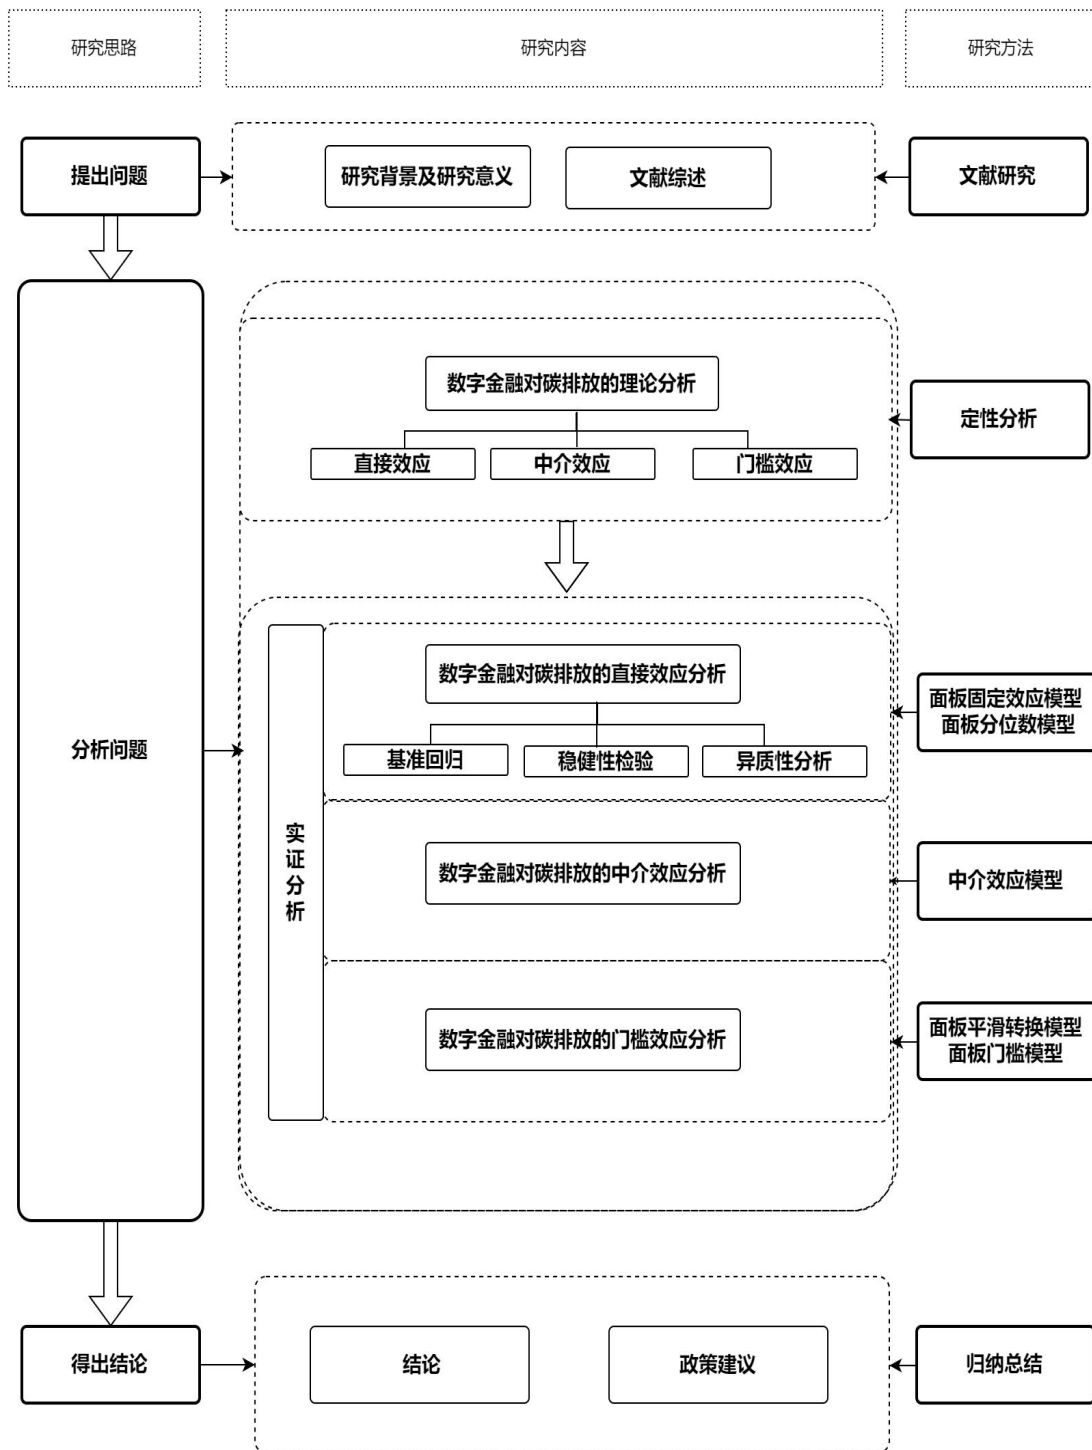 研究思路
研究内容
研究方法
提出问题
研究背景及研究意义
文献综述
文献研究
数字金融对碳排放的理论分析
定性分析
直接效应
中介效应
门槛效应
分析问题
实证分析
数字金融对碳排放的直接效应分析
面板固定效应模型
面板分位数模型
基准回归
稳健性检验
异质性分析
数字金融对碳排放的中介效应分析
中介效应模型
数字金融对碳排放的门槛效应分析
面板平滑转换模型
面板门槛模型
得出结论
结论
政策建议
归纳总结